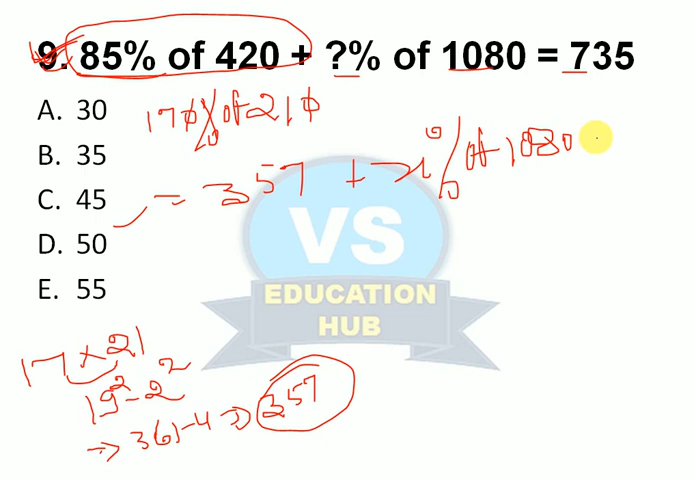 9. 85% of 420 + ?% of 1080 = 735
A. 30
170% of 210
B. 35
= 357 + x% of 1080
C. 45
VS
D. 50
EDUCATION
E. 55
HUB
17 × 21
19² - 2²
⇒ 361 - 4 ⇒ 357